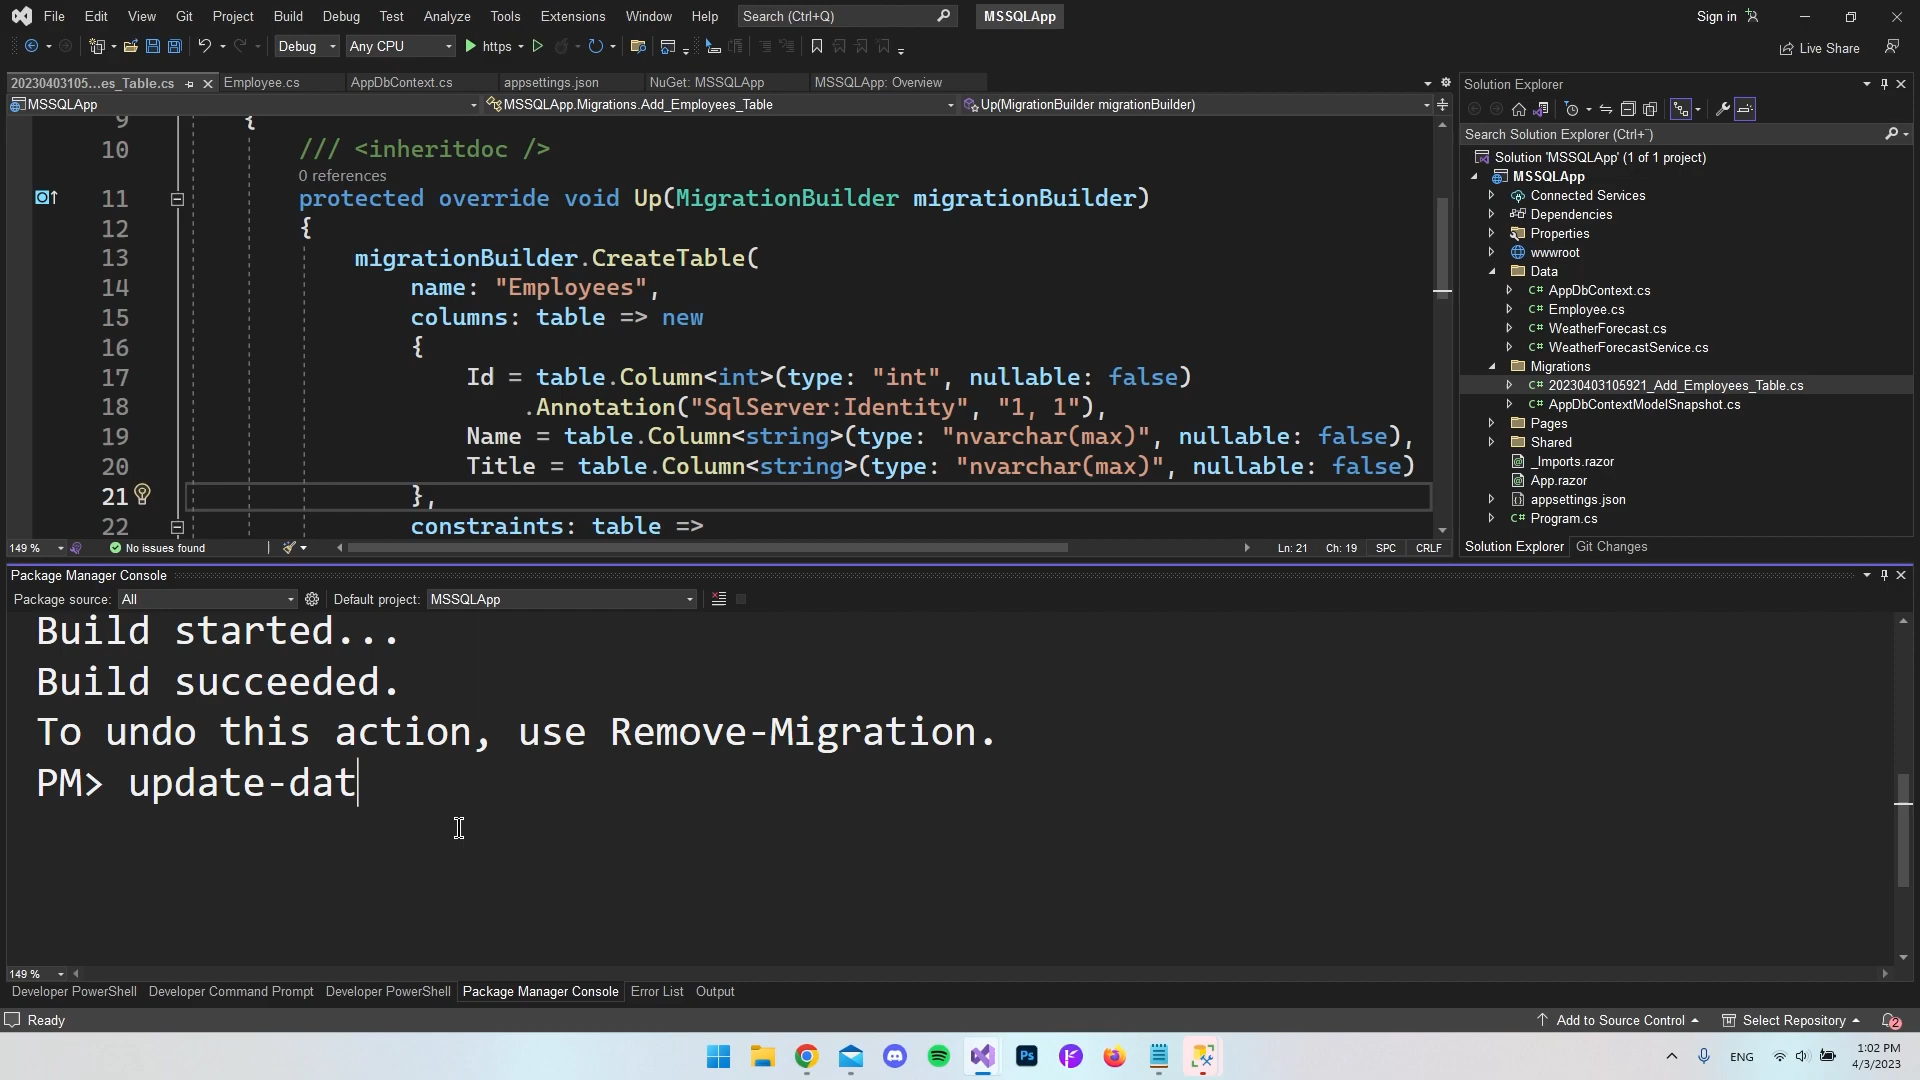 File Edit View Git Project Build Debug Test Analyze Tools Extensions Window Help Search (Ctrl+Q) MSSQLApp Sign in
Debug Any CPU https Live Share
20230403105...es_Table.cs Employee.cs AppDbContext.cs appsettings.json NuGet: MSSQLApp MSSQLApp: Overview
MSSQLApp MSSQLApp.Migrations.Add_Employees_Table Up(MigrationBuilder migrationBuilder)
9 {
10 /// <inheritdoc />
0 references
11 protected override void Up(MigrationBuilder migrationBuilder)
12 {
13 migrationBuilder.CreateTable(
14 name: "Employees",
15 columns: table => new
16 {
17 Id = table.Column<int>(type: "int", nullable: false)
18 .Annotation("SqlServer:Identity", "1, 1"),
19 Name = table.Column<string>(type: "nvarchar(max)", nullable: false),
20 Title = table.Column<string>(type: "nvarchar(max)", nullable: false)
21 },
22 constraints: table =>
149 % No issues found Ln: 21 Ch: 19 SPC CRLF
Solution Explorer
Search Solution Explorer (Ctrl+¨)
Solution 'MSSQLApp' (1 of 1 project)
MSSQLApp
Connected Services
Dependencies
Properties
wwwroot
Data
C# AppDbContext.cs
C# Employee.cs
C# WeatherForecast.cs
C# WeatherForecastService.cs
Migrations
C# 20230403105921_Add_Employees_Table.cs
C# AppDbContextModelSnapshot.cs
Pages
Shared
_Imports.razor
App.razor
appsettings.json
C# Program.cs
Solution Explorer Git Changes
Package Manager Console
Package source: All Default project: MSSQLApp
Build started...
Build succeeded.
To undo this action, use Remove-Migration.
PM> update-dat
149 %
Developer PowerShell Developer Command Prompt Developer PowerShell Package Manager Console Error List Output
Ready Add to Source Control Select Repository 2
Ps ENG 1:02 PM
4/3/2023